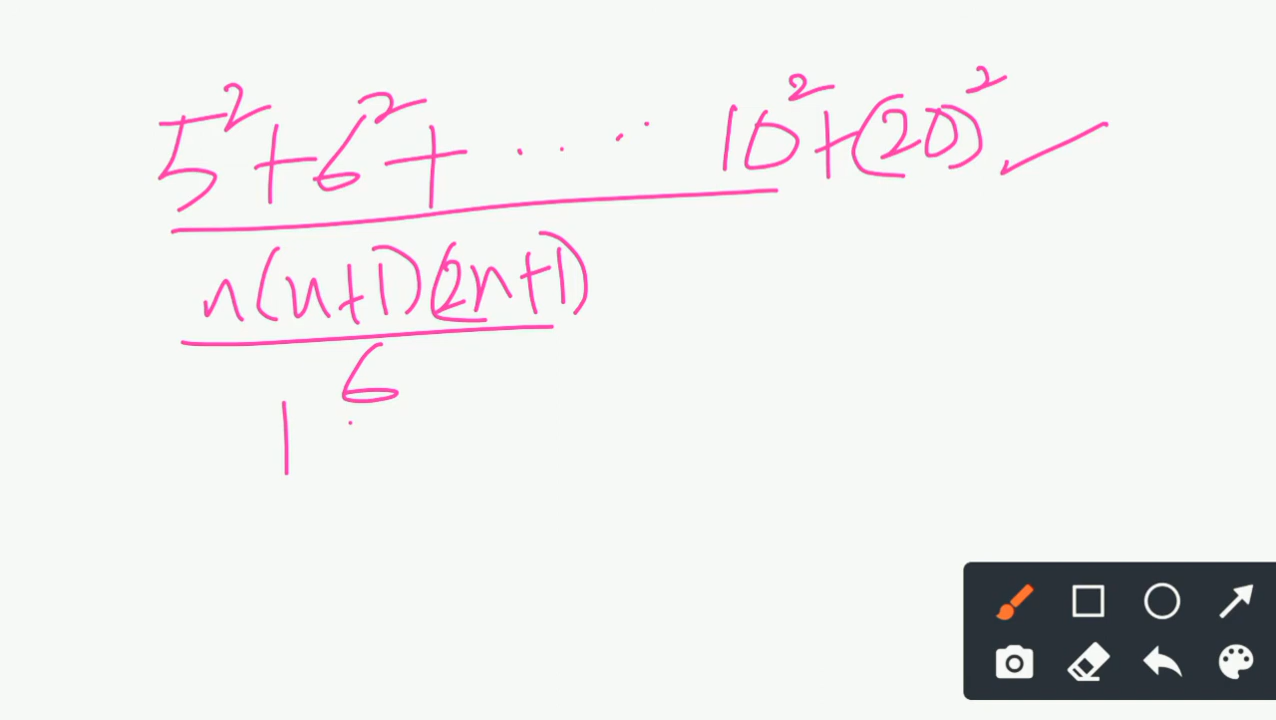 5²+6²+ . . . . 10²+(20)²
n(n+1)(2n+1)
6
1